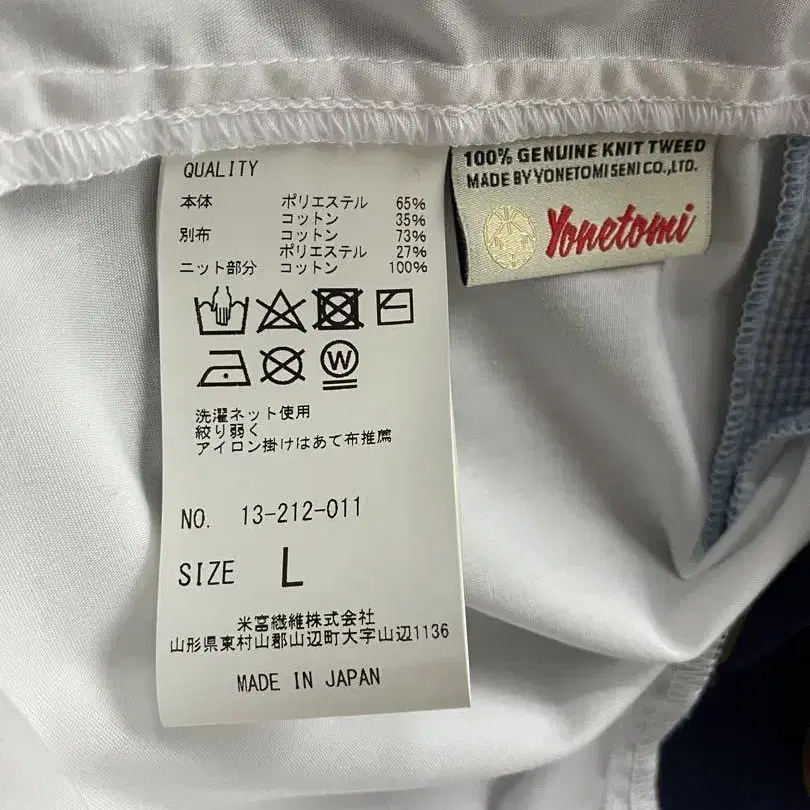 QUALITY
本体 ポリエステル 65%
コットン 35%
別布 コットン 73%
ポリエステル 27%
ニット部分 コットン 100%
W
洗濯ネット使用
絞り弱く
アイロン掛けはあて布推薦
NO. 13-212-011
SIZE L
米富繊維株式会社
山形県東村山郡山辺町大字山辺1136
MADE IN JAPAN
100% GENUINE KNIT TWEED
MADE BY YONETOMISENI CO.,LTD.
Yonetomi